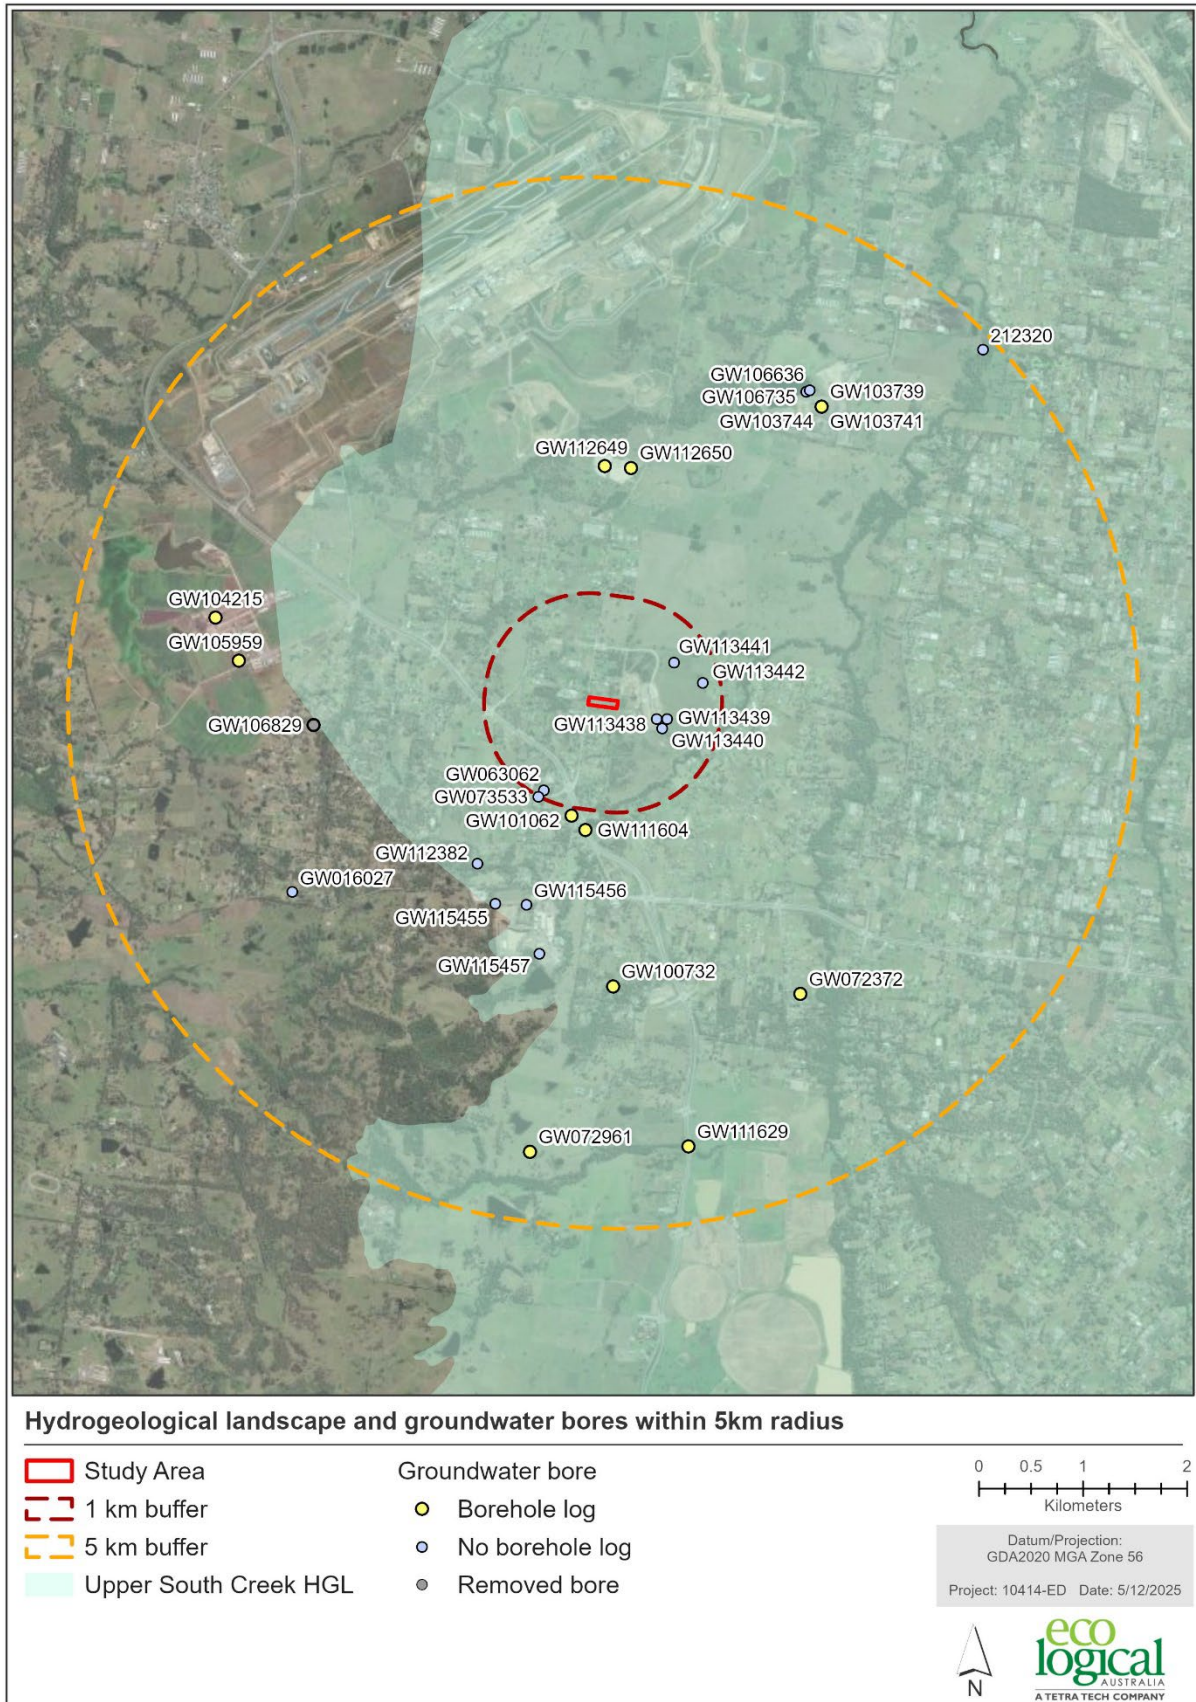 212320
GW106636
GW106735
GW103739
GW103744
GW103741
GW112649
GW112650
GW104215
GW105959
GW113441
GW113442
GW106829
GW113438
GW113439
GW113440
GW063062
GW073533
GW101062
GW111604
GW112382
GW016027
GW115456
GW115455
GW115457
GW100732
GW072372
GW072961
GW111629
Hydrogeological landscape and groundwater bores within 5km radius
Study Area
1 km buffer
5 km buffer
Upper South Creek HGL
Groundwater bore
Borehole log
No borehole log
Removed bore
0 0.5 1 2
Kilometers
Datum/Projection:
GDA2020 MGA Zone 56
Project: 10414-ED Date: 5/12/2025
N
eco
logical
AUSTRALIA
A TETRA TECH COMPANY